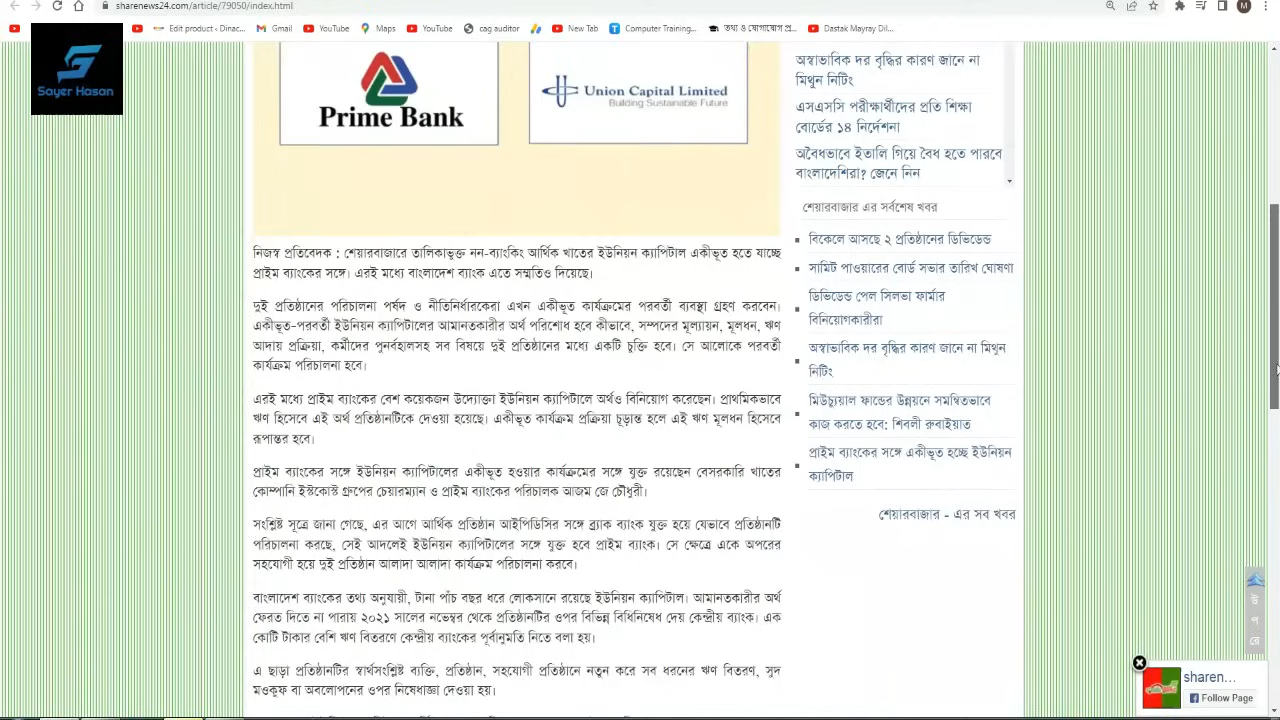 sharenews24.com/article/79050/index.html
Edit product ‹ Dinac...
Gmail
YouTube
Maps
YouTube
cag auditor
New Tab
Computer Training...
তথ্য ও যোগাযোগ প্র...
Dastak Mayray Dil...
M
S
Sayer Hasan
Prime Bank
Union Capital Limited
Building Sustainable Future
নিজস্ব প্রতিবেদক : শেয়ারবাজারে তালিকাভুক্ত নন-ব্যাংকিং আর্থিক খাতের ইউনিয়ন ক্যাপিটাল একীভূত হতে যাচ্ছে
প্রাইম ব্যাংকের সঙ্গে। এরই মধ্যে বাংলাদেশ ব্যাংক এতে সম্মতিও দিয়েছে।
দুই প্রতিষ্ঠানের পরিচালনা পর্ষদ ও নীতিনির্ধারকেরা এখন একীভূত কার্যক্রমের পরবর্তী ব্যবস্থা গ্রহণ করবেন।
একীভূত-পরবর্তী ইউনিয়ন ক্যাপিটালের আমানতকারীর অর্থ পরিশোধ হবে কীভাবে, সম্পদের মূল্যায়ন, মূলধন, ঋণ
আদায় প্রক্রিয়া, কর্মীদের পুনর্বহালসহ সব বিষয়ে দুই প্রতিষ্ঠানের মধ্যে একটি চুক্তি হবে। সে আলোকে পরবর্তী
কার্যক্রম পরিচালনা হবে।
এরই মধ্যে প্রাইম ব্যাংকের বেশ কয়েকজন উদ্যোক্তা ইউনিয়ন ক্যাপিটালে অর্থও বিনিয়োগ করেছেন। প্রাথমিকভাবে
ঋণ হিসেবে এই অর্থ প্রতিষ্ঠানটিকে দেওয়া হয়েছে। একীভূত কার্যক্রম প্রক্রিয়া চূড়ান্ত হলে এই ঋণ মূলধন হিসেবে
রূপান্তর হবে।
প্রাইম ব্যাংকের সঙ্গে ইউনিয়ন ক্যাপিটালের একীভূত হওয়ার কার্যক্রমের সঙ্গে যুক্ত রয়েছেন বেসরকারি খাতের
কোম্পানি ইস্টকোস্ট গ্রুপের চেয়ারম্যান ও প্রাইম ব্যাংকের পরিচালক আজম জে চৌধুরী।
সংশ্লিষ্ট সূত্রে জানা গেছে, এর আগে আর্থিক প্রতিষ্ঠান আইপিডিসির সঙ্গে ব্র্যাক ব্যাংক যুক্ত হয়ে যেভাবে প্রতিষ্ঠানটি
পরিচালনা করছে, সেই আদলেই ইউনিয়ন ক্যাপিটালের সঙ্গে যুক্ত হবে প্রাইম ব্যাংক। সে ক্ষেত্রে একে অপরের
সহযোগী হয়ে দুই প্রতিষ্ঠান আলাদা আলাদা কার্যক্রম পরিচালনা করবে।
বাংলাদেশ ব্যাংকের তথ্য অনুযায়ী, টানা পাঁচ বছর ধরে লোকসানে রয়েছে ইউনিয়ন ক্যাপিটাল। আমানতকারীর অর্থ
ফেরত দিতে না পারায় ২০২১ সালের নভেম্বর থেকে প্রতিষ্ঠানটির ওপর বিভিন্ন বিধিনিষেধ দেয় কেন্দ্রীয় ব্যাংক। এক
কোটি টাকার বেশি ঋণ বিতরণে কেন্দ্রীয় ব্যাংকের পূর্বানুমতি নিতে বলা হয়।
এ ছাড়া প্রতিষ্ঠানটির স্বার্থসংশ্লিষ্ট ব্যক্তি, প্রতিষ্ঠান, সহযোগী প্রতিষ্ঠানে নতুন করে সব ধরনের ঋণ বিতরণ, সুদ
মওকুফ বা অবলোপনের ওপর নিষেধাজ্ঞা দেওয়া হয়।
অস্বাভাবিক দর বৃদ্ধির কারণ জানে না
মিথুন নিটিং
এসএসসি পরীক্ষার্থীদের প্রতি শিক্ষা
বোর্ডের ১৪ নির্দেশনা
অবৈধভাবে ইতালি গিয়ে বৈধ হতে পারবে
বাংলাদেশিরা? জেনে নিন
শেয়ারবাজার এর সর্বশেষ খবর
বিকেলে আসছে ২ প্রতিষ্ঠানের ডিভিডেন্ড
সামিট পাওয়ারের বোর্ড সভার তারিখ ঘোষণা
ডিভিডেন্ড পেল সিলভা ফার্মার
বিনিয়োগকারীরা
অস্বাভাবিক দর বৃদ্ধির কারণ জানে না মিথুন
নিটিং
মিউচ্যুয়াল ফান্ডের উন্নয়নে সমন্বিতভাবে
কাজ করতে হবে: শিবলী রুবাইয়াত
প্রাইম ব্যাংকের সঙ্গে একীভূত হচ্ছে ইউনিয়ন
ক্যাপিটাল
শেয়ারবাজার - এর সব খবর
sharen...
Follow Page